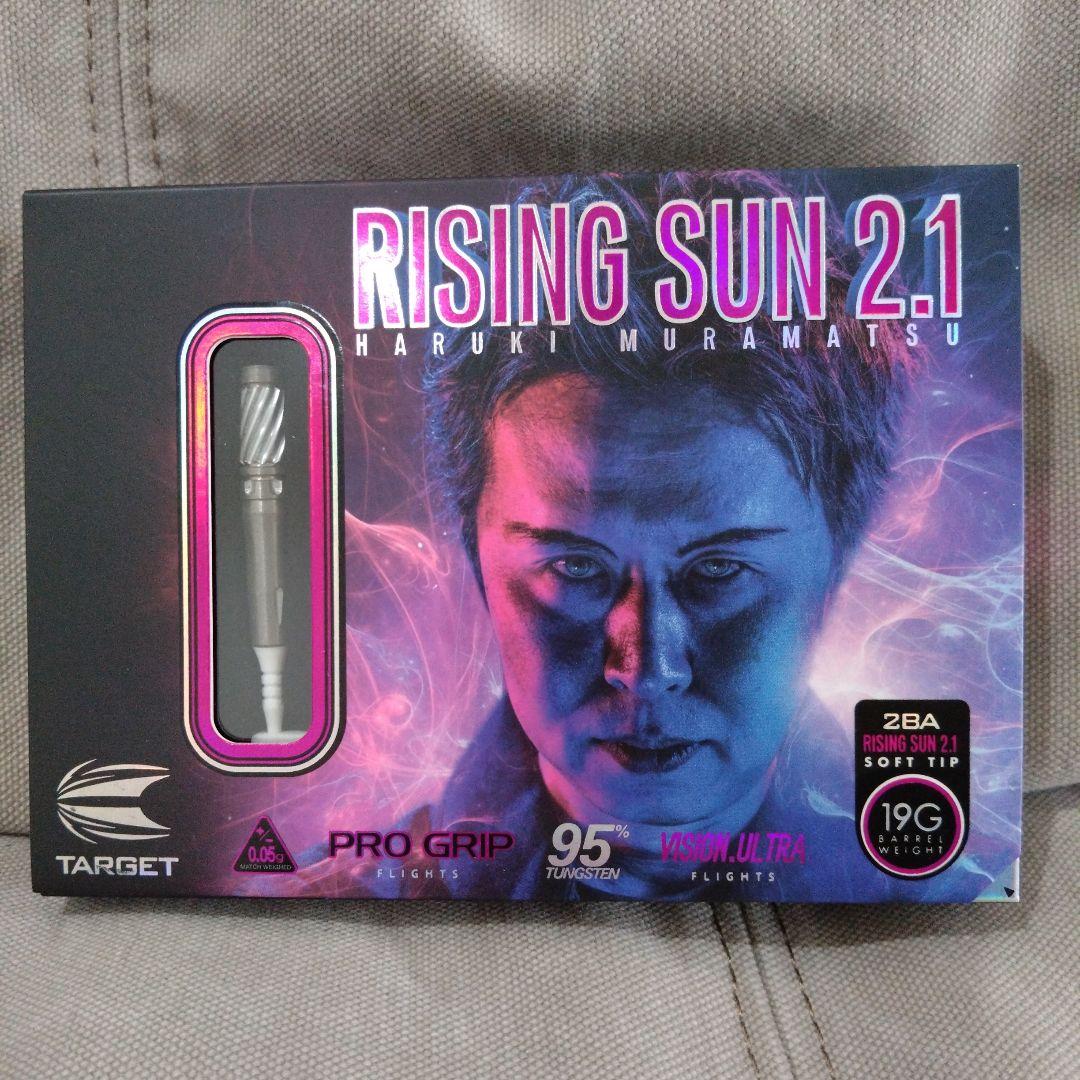 RISING SUN 2.1
HARUKI MURAMATSU
2BA
RISING SUN 2.1
SOFT TIP
19G
BARREL
WEIGHT
TARGET
+/-
0.05g
MATCH WEIGHED
PRO GRIP
FLIGHTS
95%
TUNGSTEN
VISION.ULTRA
FLIGHTS